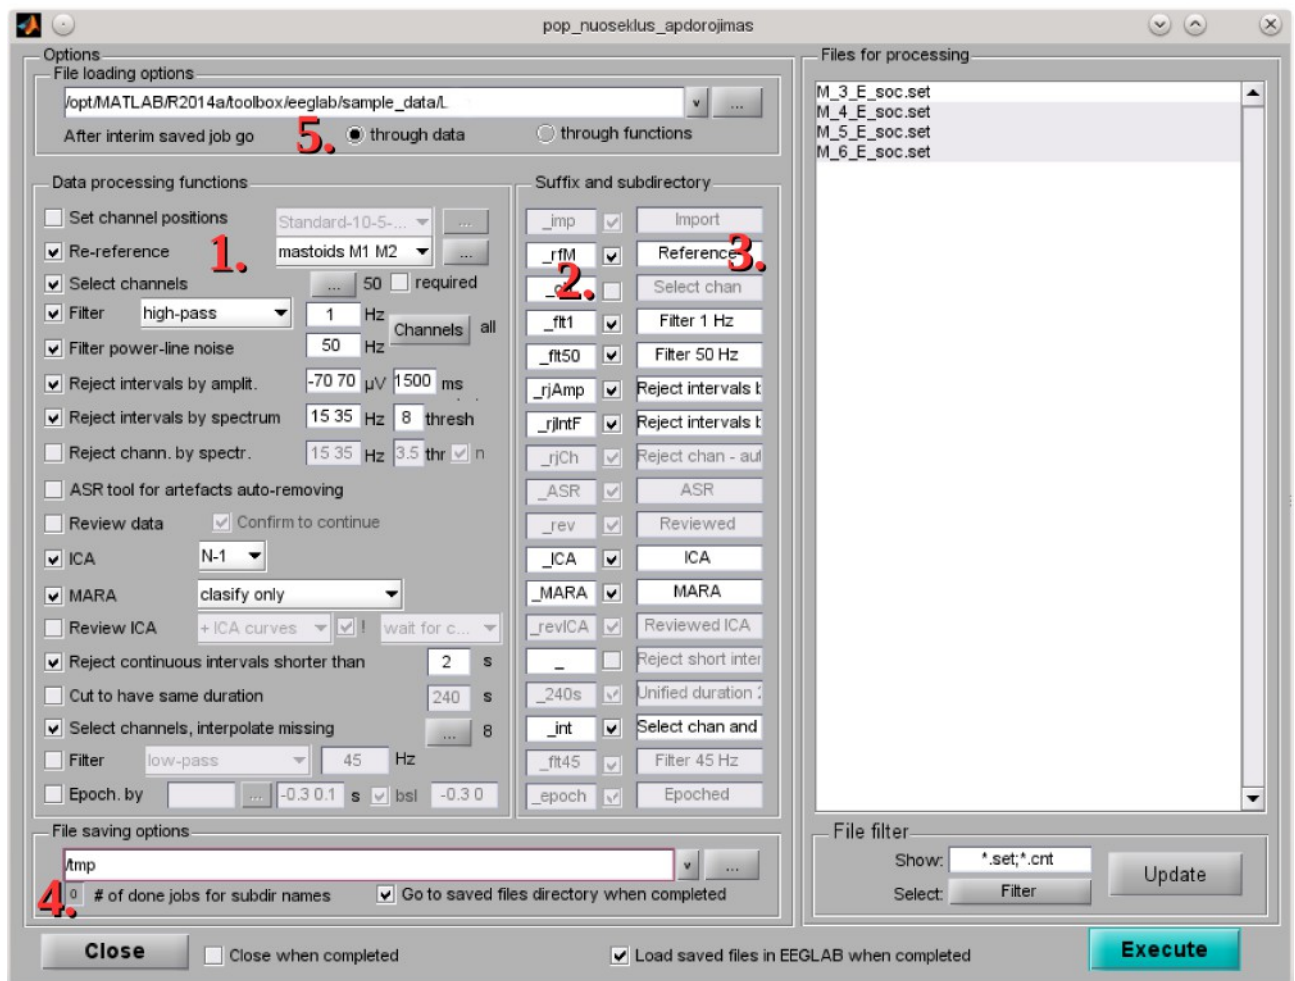 pop_nuoseklus_apdorojimas
Options
File loading options
/opt/MATLAB/R2014a/toolbox/eeglab/sample_data/L
v ...
After interim saved job go 5. through data through functions
Data processing functions
Set channel positions Standard-10-5-... ...
Re-reference 1. mastoids M1 M2 ...
Select channels ... 50 required
Filter high-pass 1 Hz Channels all
Filter power-line noise 50 Hz
Reject intervals by amplit. -70 70 µV 1500 ms
Reject intervals by spectrum 15 35 Hz 8 thresh
Reject chann. by spectr. 15 35 Hz 3.5 thr n
ASR tool for artefacts auto-removing
Review data Confirm to continue
ICA N-1
MARA clasify only
Review ICA + ICA curves ! wait for c...
Reject continuous intervals shorter than 2 s
Cut to have same duration 240 s
Select channels, interpolate missing ... 8
Filter low-pass 45 Hz
Epoch. by ... -0.3 0.1 s bsl -0.3 0
Suffix and subdirectory
_imp Import
_rfM Reference 3.
2. Select chan
_flt1 Filter 1 Hz
_flt50 Filter 50 Hz
_rjAmp Reject intervals b
_rjIntF Reject intervals b
_rjCh Reject chan - aut
_ASR ASR
_rev Reviewed
_ICA ICA
_MARA MARA
_revICA Reviewed ICA
_ Reject short inter
_240s Unified duration 2
_int Select chan and
_flt45 Filter 45 Hz
_epoch Epoched
File saving options
/tmp
v ...
4. 0 # of done jobs for subdir names Go to saved files directory when completed
Close Close when completed Load saved files in EEGLAB when completed Execute
Files for processing
M_3_E_soc.set
M_4_E_soc.set
M_5_E_soc.set
M_6_E_soc.set
File filter
Show: *.set;*.cnt
Select: Filter
Update